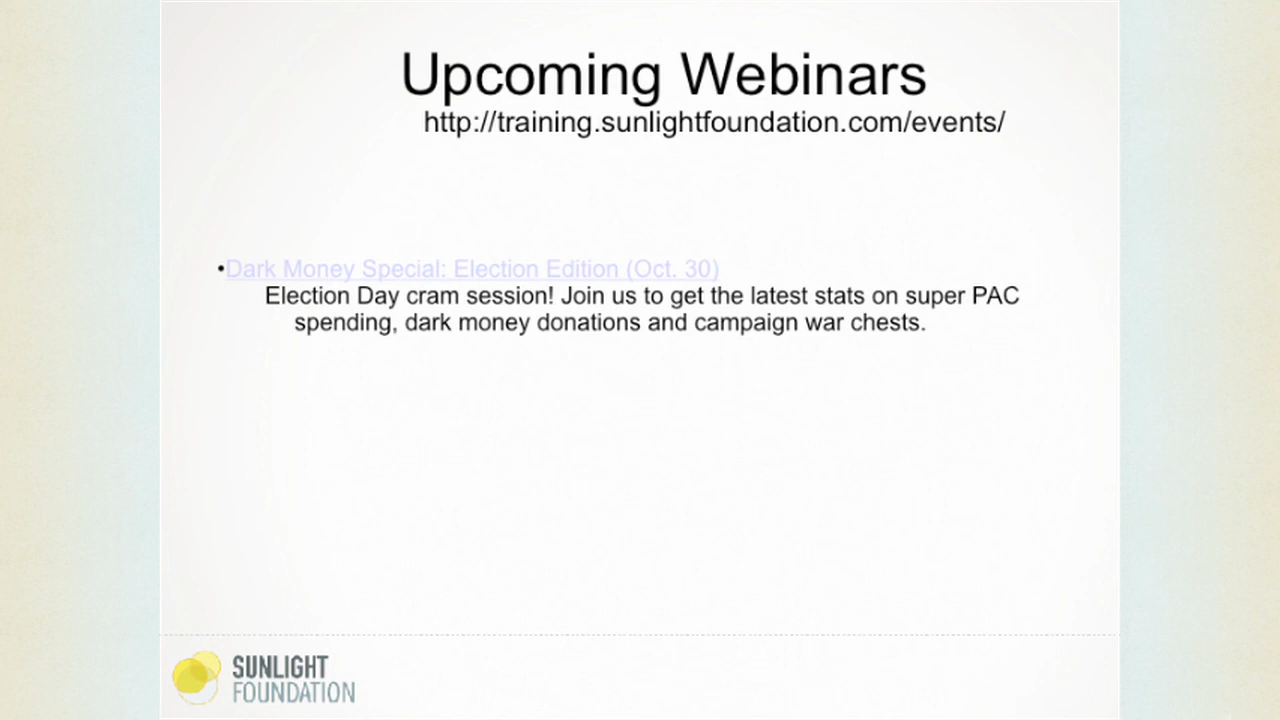 Upcoming Webinars
http://training.sunlightfoundation.com/events/
•Dark Money Special: Election Edition (Oct. 30)
Election Day cram session! Join us to get the latest stats on super PAC
spending, dark money donations and campaign war chests.
SUNLIGHT
FOUNDATION